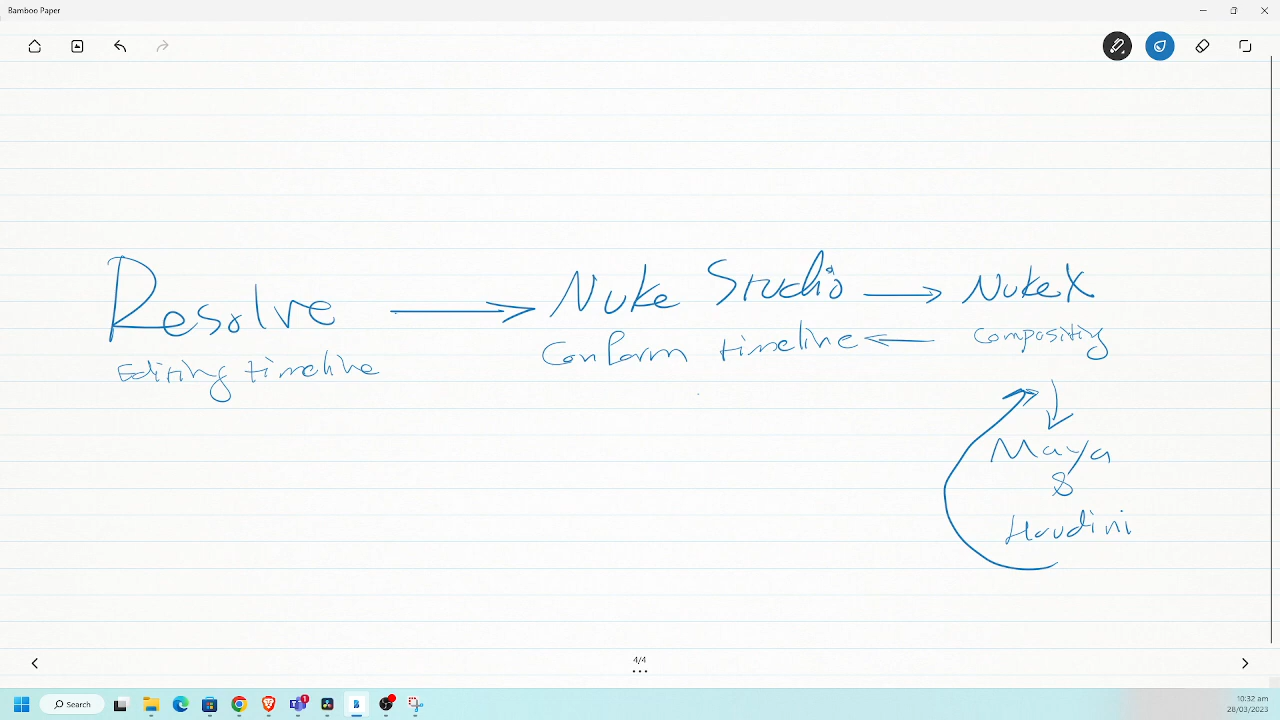 Bamboo Paper
Resolve → Nuke Studio → NukeX
Editing timeline
Conform timeline ← compositing
Maya
&
Houdini
4/4
Search
1
10:32 am
28/03/2023